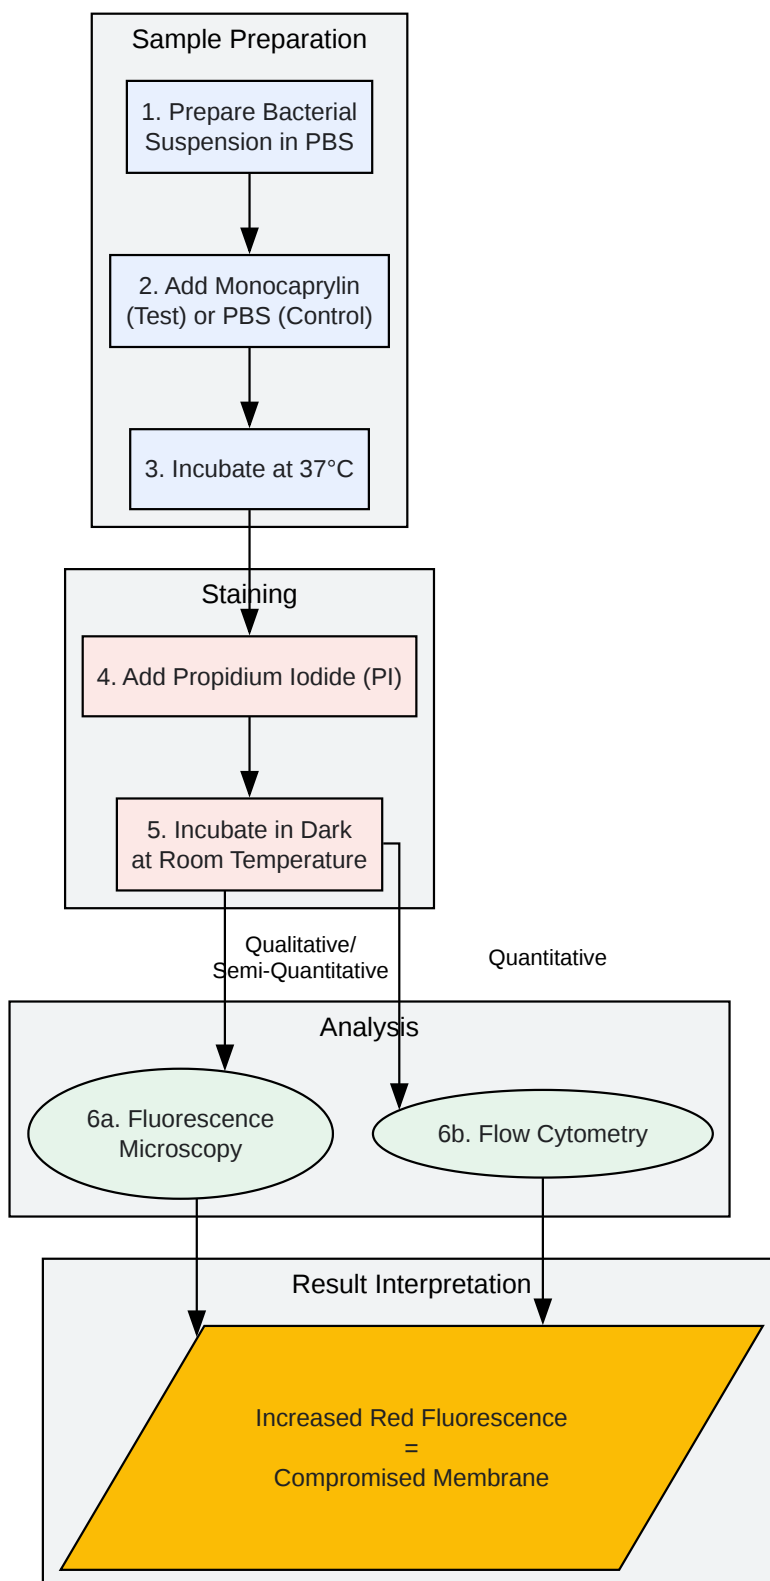 Sample Preparation
1. Prepare Bacterial
Suspension in PBS
2. Add Monocaprylin
(Test) or PBS (Control)
3. Incubate at 37°C
Staining
4. Add Propidium Iodide (PI)
5. Incubate in Dark
at Room Temperature
Qualitative/
Semi-Quantitative
Quantitative
Analysis
6a. Fluorescence
Microscopy
6b. Flow Cytometry
Result Interpretation
Increased Red Fluorescence
=
Compromised Membrane